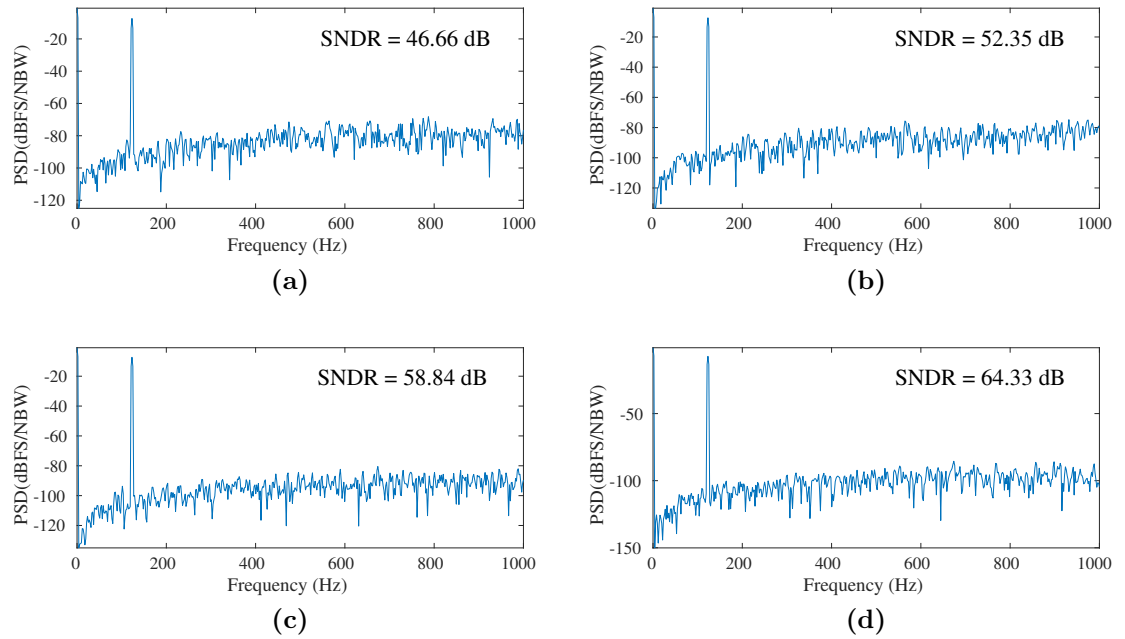 SNDR = 46.66 dB
PSD(dBFS/NBW)
-20
-40
-60
-80
-100
-120
0 200 400 600 800 1000
Frequency (Hz)
(a)
SNDR = 52.35 dB
PSD(dBFS/NBW)
-20
-40
-60
-80
-100
-120
0 200 400 600 800 1000
Frequency (Hz)
(b)
SNDR = 58.84 dB
PSD(dBFS/NBW)
-20
-40
-60
-80
-100
-120
0 200 400 600 800 1000
Frequency (Hz)
(c)
SNDR = 64.33 dB
PSD(dBFS/NBW)
-50
-100
-150
0 200 400 600 800 1000
Frequency (Hz)
(d)